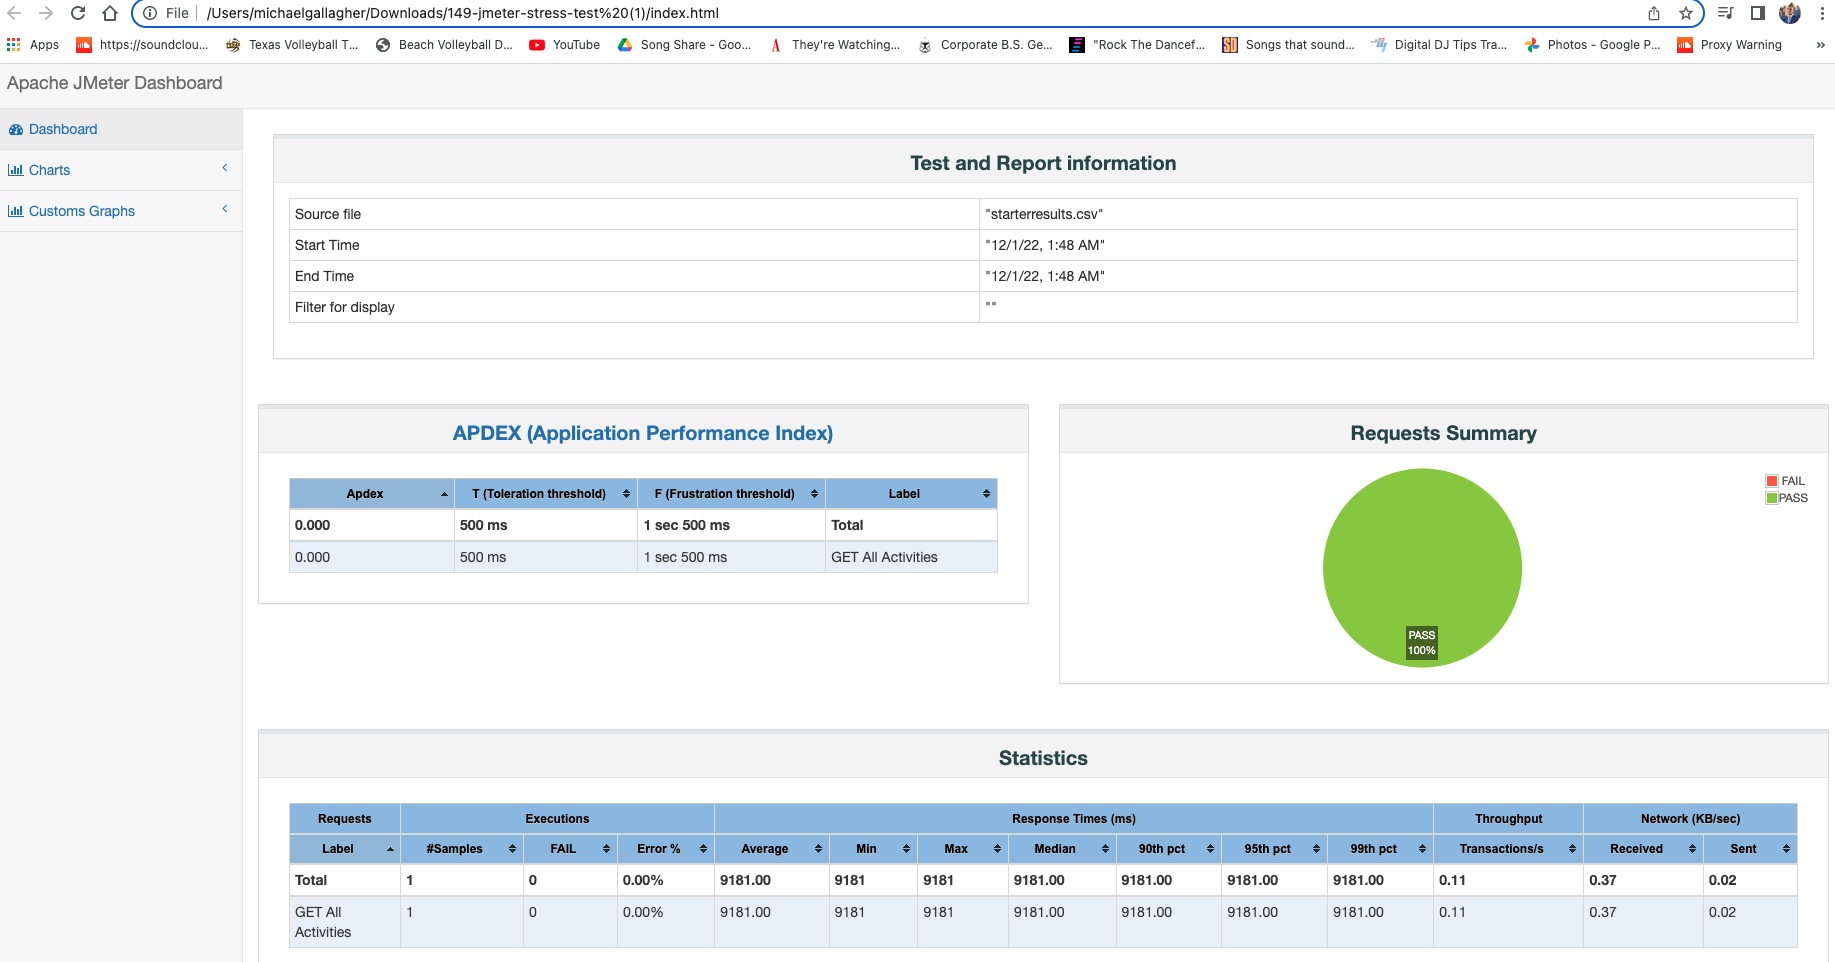 File /Users/michaelgallagher/Downloads/149-jmeter-stress-test%20(1)/index.html
Apps https://soundclou... Texas Volleyball T... Beach Volleyball D... YouTube Song Share - Goo... They're Watching... Corporate B.S. Ge... "Rock The Dancef... Songs that sound... Digital DJ Tips Tra... Photos - Google P... Proxy Warning »
Apache JMeter Dashboard
Dashboard
Charts
Customs Graphs
Test and Report information
Source file "starterresults.csv"
Start Time "12/1/22, 1:48 AM"
End Time "12/1/22, 1:48 AM"
Filter for display ""
APDEX (Application Performance Index)
Apdex T (Toleration threshold) F (Frustration threshold) Label
0.000 500 ms 1 sec 500 ms Total
0.000 500 ms 1 sec 500 ms GET All Activities
Requests Summary
FAIL
PASS
PASS
100%
Statistics
Requests Executions Response Times (ms) Throughput Network (KB/sec)
Label #Samples FAIL Error % Average Min Max Median 90th pct 95th pct 99th pct Transactions/s Received Sent
Total 1 0 0.00% 9181.00 9181 9181 9181.00 9181.00 9181.00 9181.00 0.11 0.37 0.02
GET All 1 0 0.00% 9181.00 9181 9181 9181.00 9181.00 9181.00 9181.00 0.11 0.37 0.02
Activities